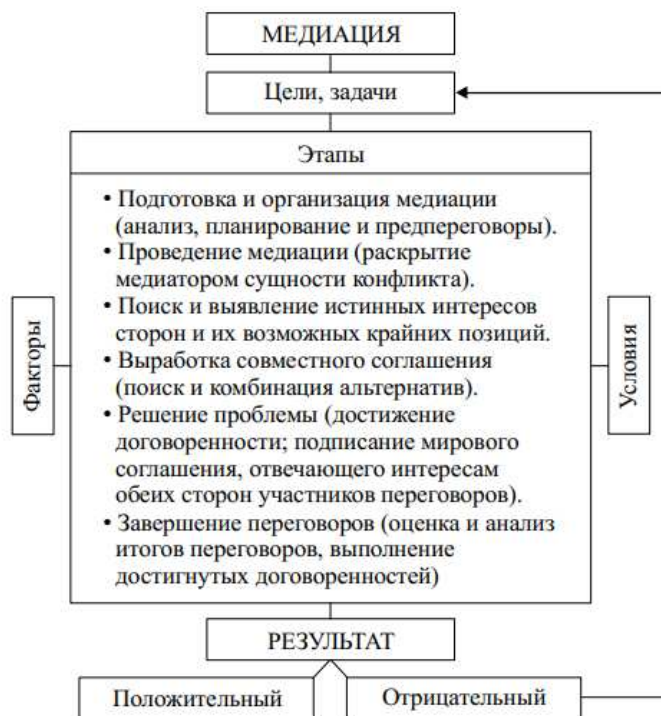 МЕДИАЦИЯ
Цели, задачи
Этапы
• Подготовка и организация медиации
(анализ, планирование и предпереговоры).
• Проведение медиации (раскрытие
медиатором сущности конфликта).
• Поиск и выявление истинных интересов
сторон и их возможных крайних позиций.
• Выработка совместного соглашения
(поиск и комбинация альтернатив).
• Решение проблемы (достижение
договоренности; подписание мирового
соглашения, отвечающего интересам
обеих сторон участников переговоров).
• Завершение переговоров (оценка и анализ
итогов переговоров, выполнение
достигнутых договоренностей)
Факторы
Условия
РЕЗУЛЬТАТ
Положительный
Отрицательный